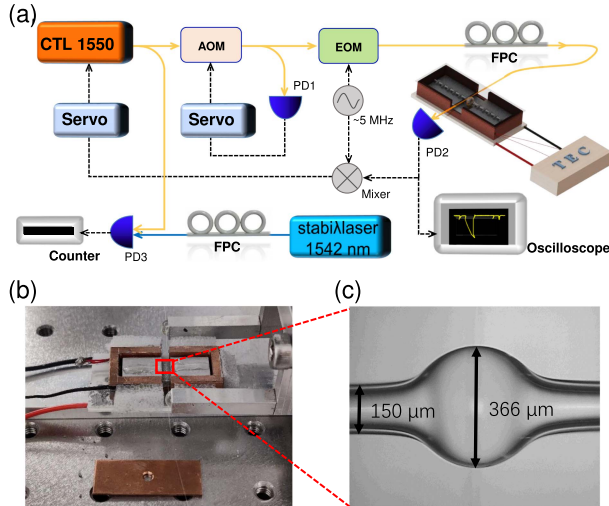 (a)
CTL 1550
AOM
EOM
FPC
PD1
Servo
Servo
~5 MHz
PD2
TEC
Mixer
Counter
PD3
FPC
stabiλlaser
1542 nm
Oscilloscope
(b)
(c)
150 μm
366 μm